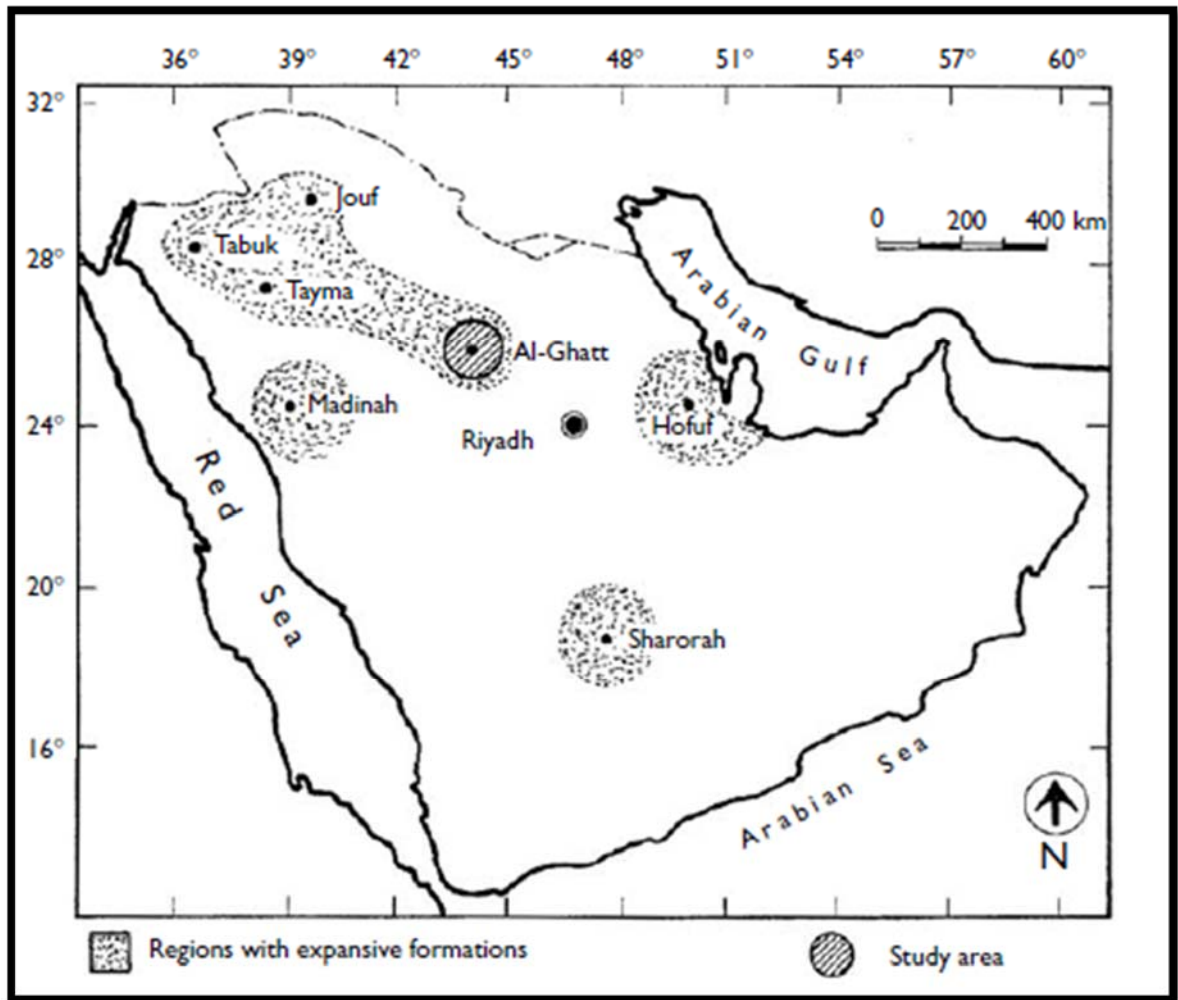 36° 39° 42° 45° 48° 51° 54° 57° 60°
32°
28°
24°
20°
16°
Jouf
Tabuk
Tayma
Al-Ghatt
Madinah
Riyadh
Hofuf
Sharorah
0 200 400 km
Arabian Gulf
Red Sea
Arabian Sea
N
Regions with expansive formations
Study area